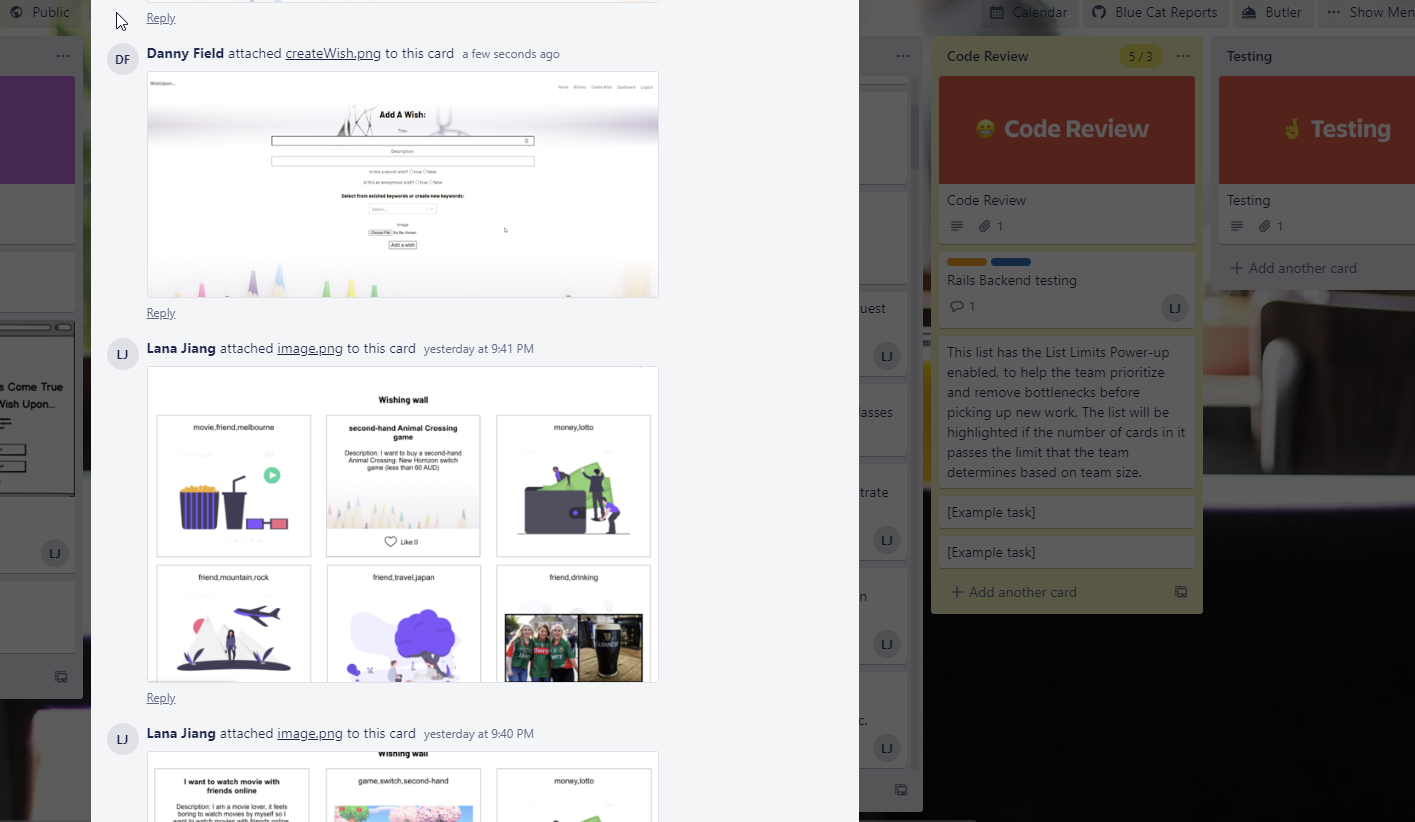 Public
Calendar
Blue Cat Reports
Butler
Show Men
Reply
DF
Danny Field attached createWish.png to this card a few seconds ago
WishUpon...
Home Wishes CreateWish Dashboard Logout
Add A Wish:
Title:
Description:
Is this a secret wish? true false
Is this an anonymous wish? true false
Select from existed keywords or create new keywords:
Select...
Image
Choose File No file chosen
Add a wish
Reply
LJ
Lana Jiang attached image.png to this card yesterday at 9:41 PM
Wishing wall
movie,friend,melbourne
second-hand Animal Crossing
game
Description: I want to buy a second-hand
Animal Crossing: New Horrizon switch
game (less than 60 AUD)
Like:0
money,lotto
friend,mountain,rock
friend,travel,japan
friend,drinking
GUINNESS
Reply
LJ
Lana Jiang attached image.png to this card yesterday at 9:40 PM
Wishing wall
I want to watch movie with
friends online
Description: I am a movie lover, it feels
boring to watch movies by myself so I
want to watch movies with friends online
game,switch,second-hand
money,lotto
s Come True
Wish Upon...
LJ
uest
LJ
lasses
trate
LJ
n
LJ
c.
LJ
Code Review
5 / 3
Code Review
Code Review
1
Rails Backend testing
1
LJ
This list has the List Limits Power-up
enabled, to help the team prioritize
and remove bottlenecks before
picking up new work. The list will be
highlighted if the number of cards in it
passes the limit that the team
determines based on team size.
[Example task]
[Example task]
Add another card
Testing
Testing
Testing
1
Add another card